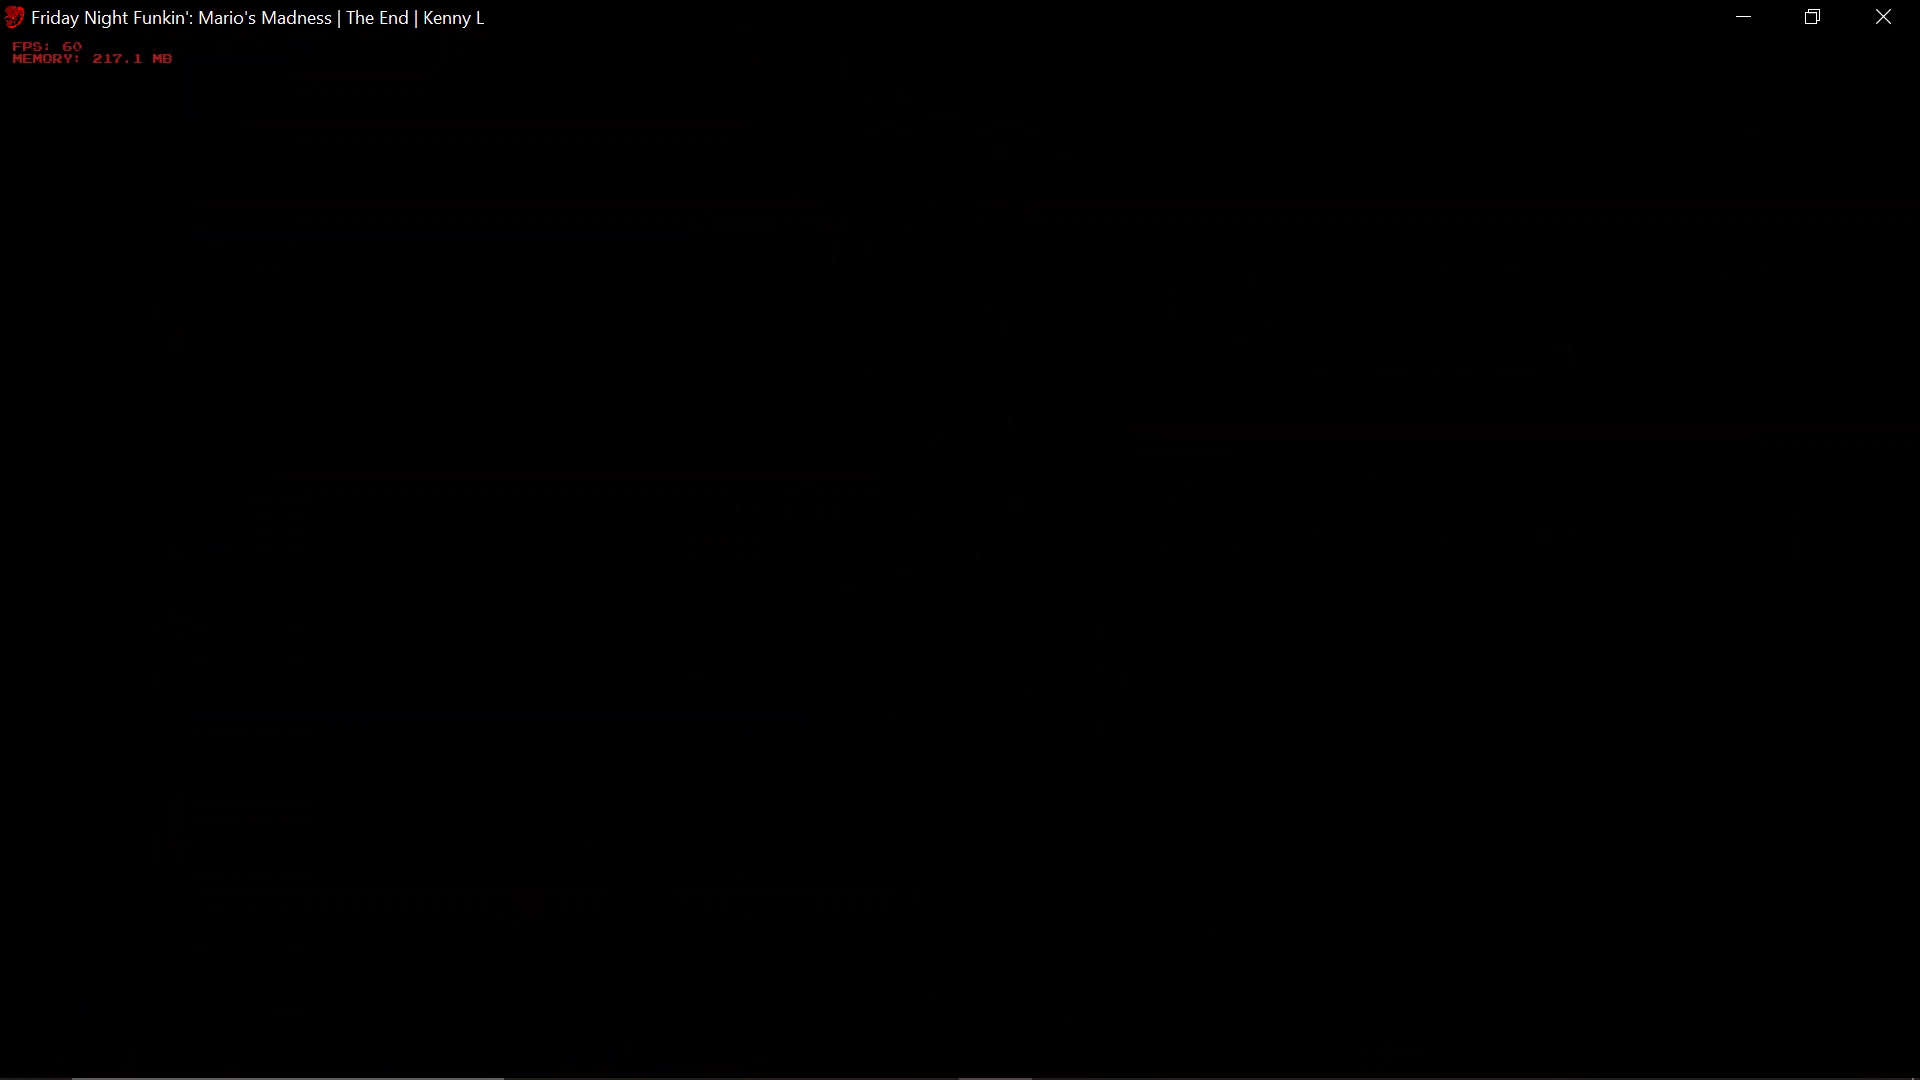 Friday Night Funkin': Mario's Madness | The End | Kenny L
FPS: 60
MEMORY: 217.1 MB